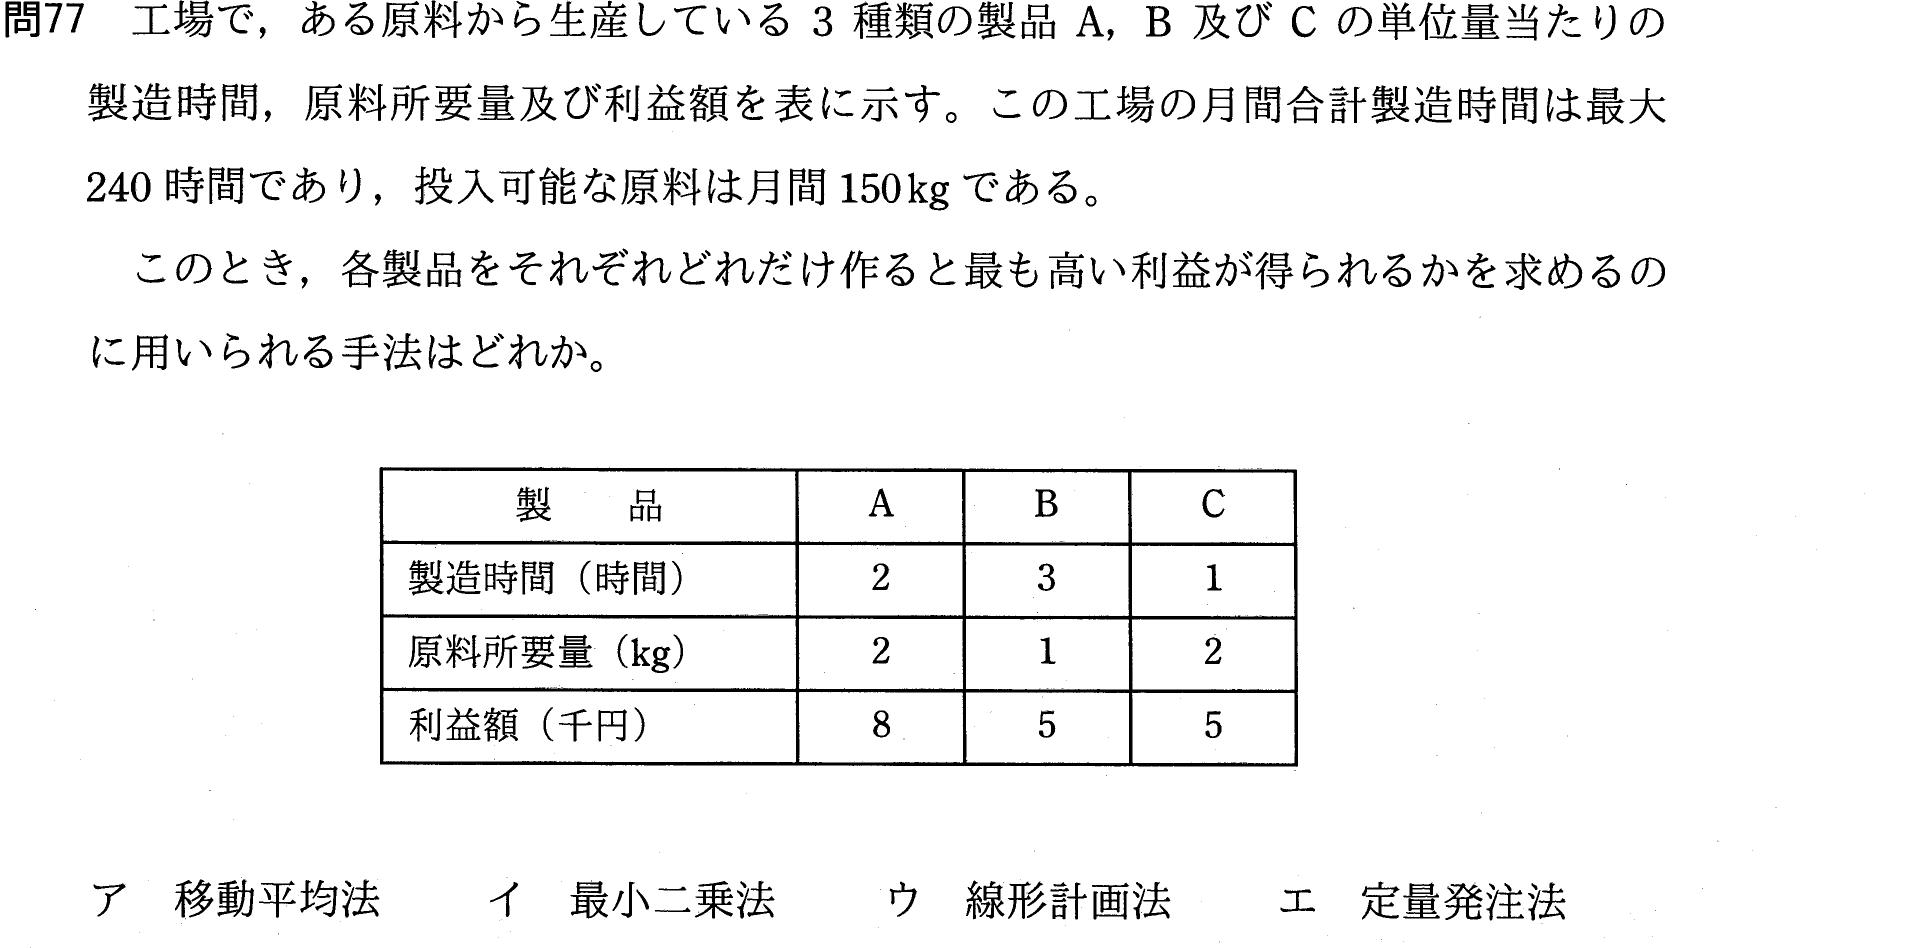 問77 工場で，ある原料から生産している 3 種類の製品 A，B 及び C の単位量当たりの
製造時間，原料所要量及び利益額を表に示す。この工場の月間合計製造時間は最大
240 時間であり，投入可能な原料は月間 150 kg である。
このとき，各製品をそれぞれどれだけ作ると最も高い利益が得られるかを求めるの
に用いられる手法はどれか。
製 品 A B C
製造時間（時間） 2 3 1
原料所要量（kg） 2 1 2
利益額（千円） 8 5 5
ア 移動平均法 イ 最小二乗法 ウ 線形計画法 エ 定量発注法